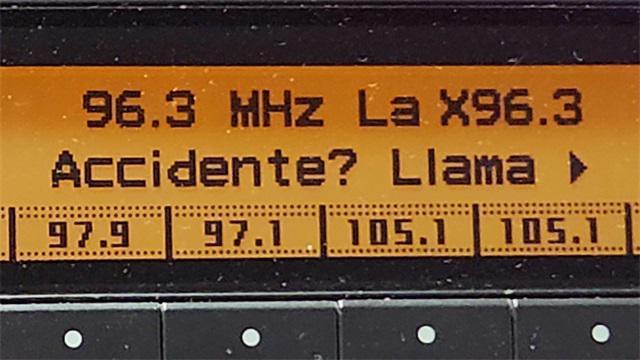 96.3 MHz La X96.3
Accidente? Llama ▶
97.9 97.1 105.1 105.1